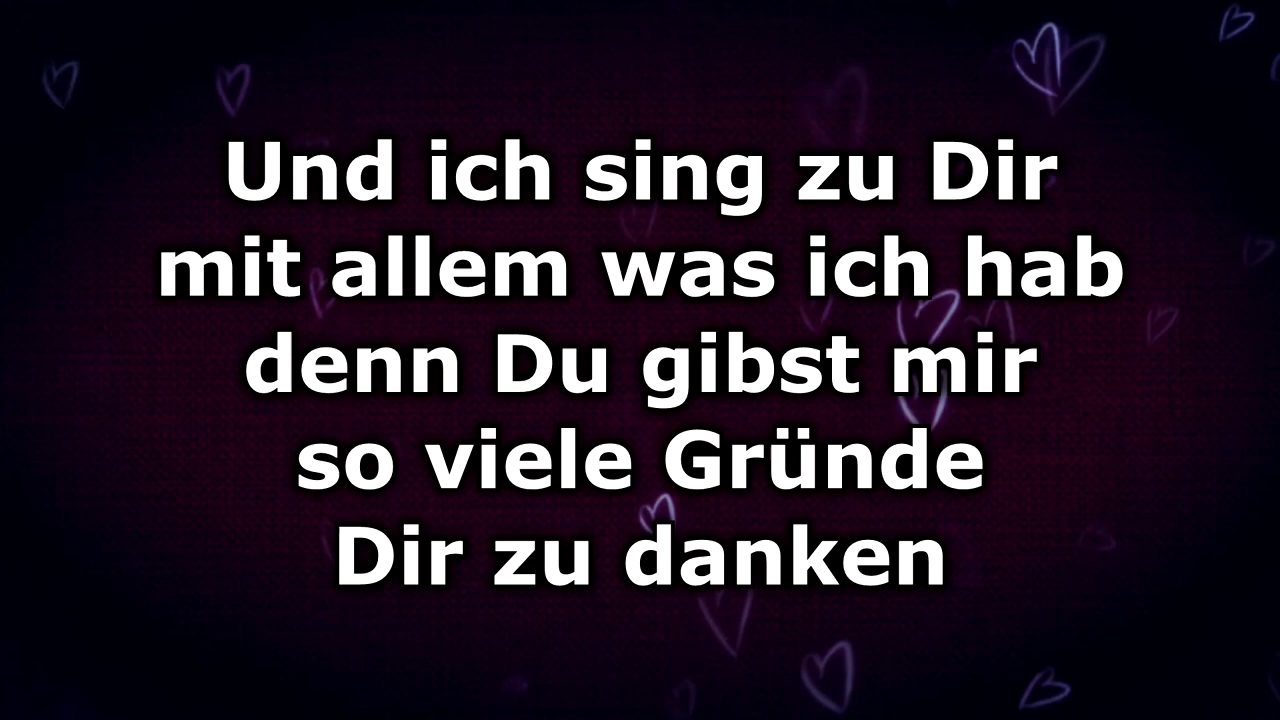 Und ich sing zu Dir
mit allem was ich hab
denn Du gibst mir
so viele Gründe
Dir zu danken